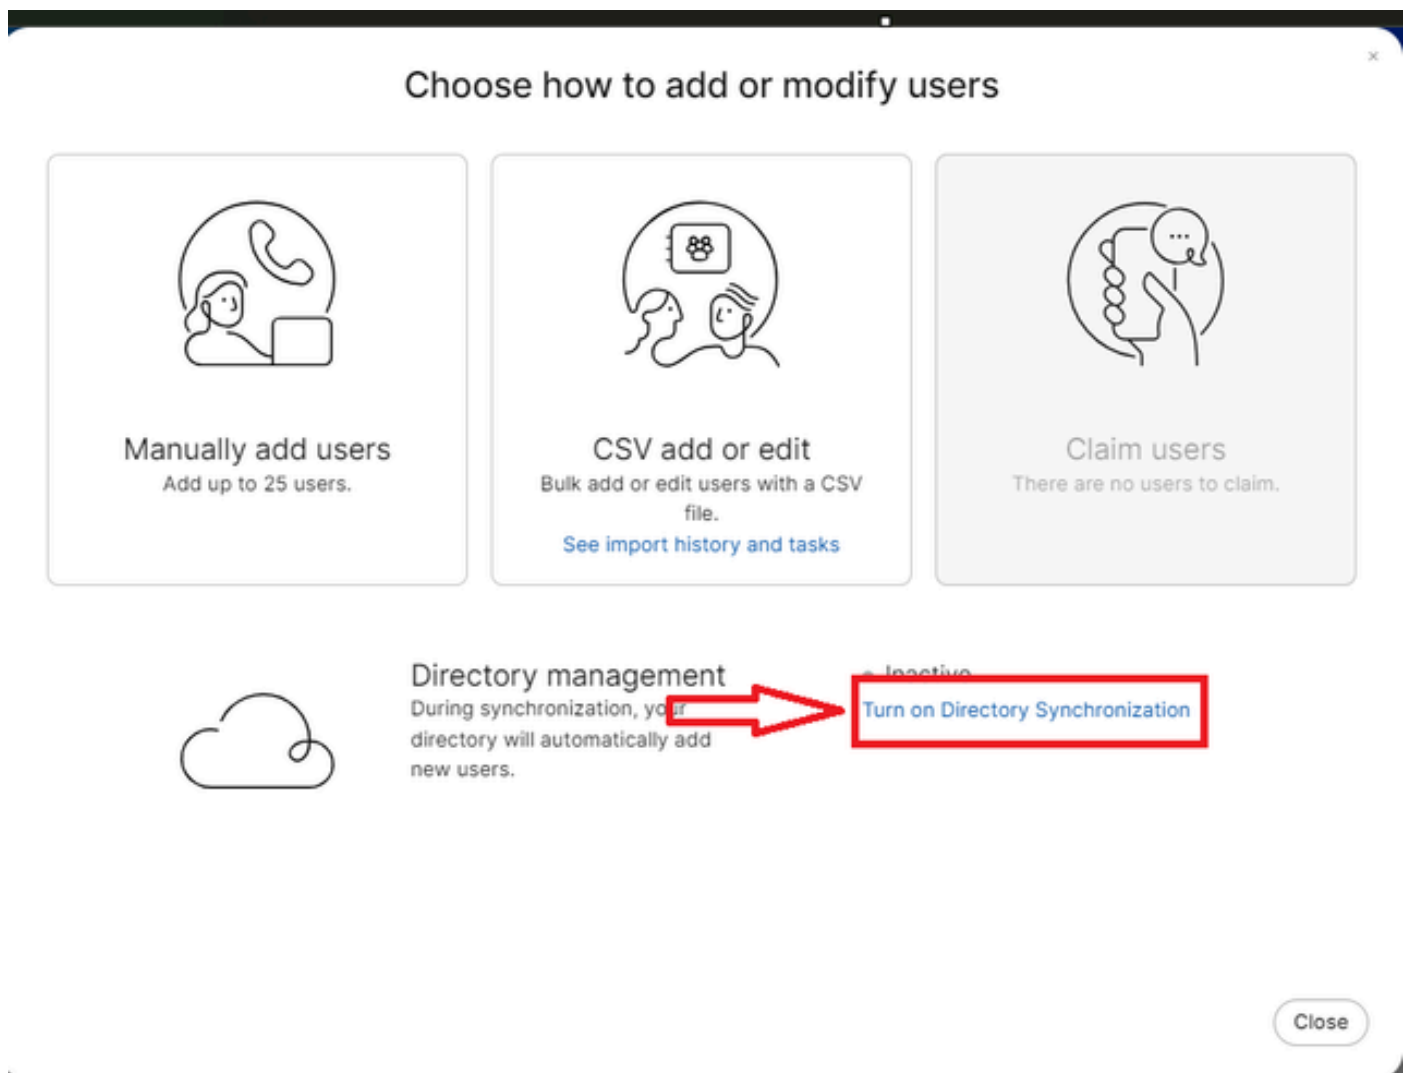 Choose how to add or modify users
Manually add users
Add up to 25 users.
CSV add or edit
Bulk add or edit users with a CSV
file.
See import history and tasks
Claim users
There are no users to claim.
Directory management
During synchronization, your
directory will automatically add
new users.
Inactive
Turn on Directory Synchronization
Close